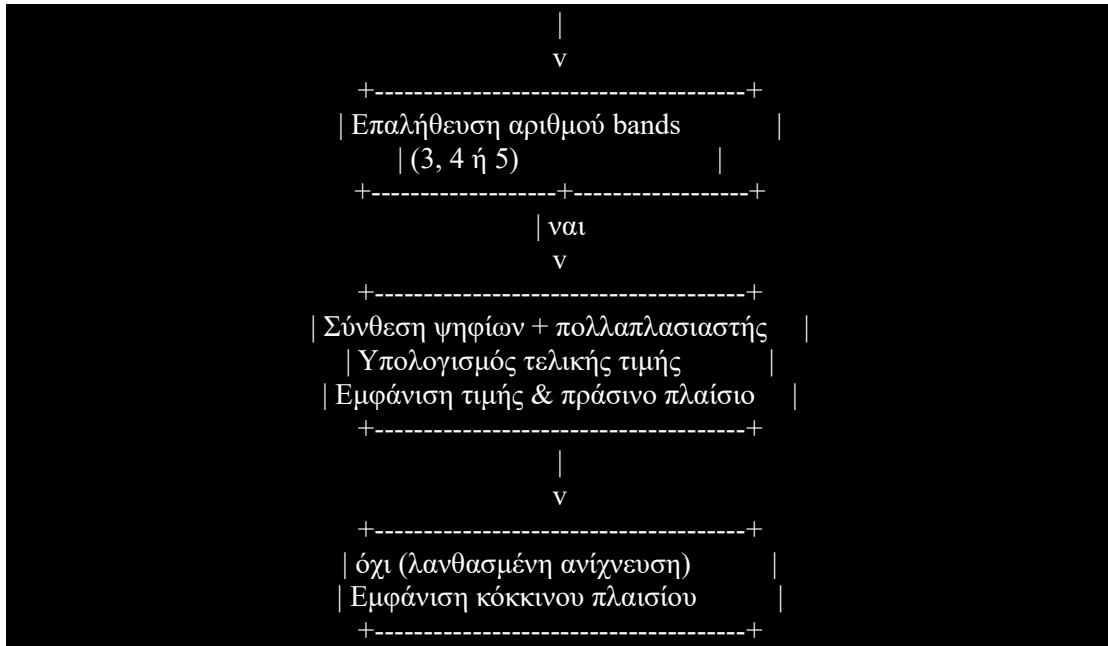 |
v
+--------------------------------------+
| Επαλήθευση αριθμού bands |
| (3, 4 ή 5) |
+-------------------+------------------+
| ναι
v
+--------------------------------------+
| Σύνθεση ψηφίων + πολλαπλασιαστής |
| Υπολογισμός τελικής τιμής |
| Εμφάνιση τιμής & πράσινο πλαίσιο |
+--------------------------------------+
|
v
+--------------------------------------+
| όχι (λανθασμένη ανίχνευση) |
| Εμφάνιση κόκκινου πλαισίου |
+--------------------------------------+